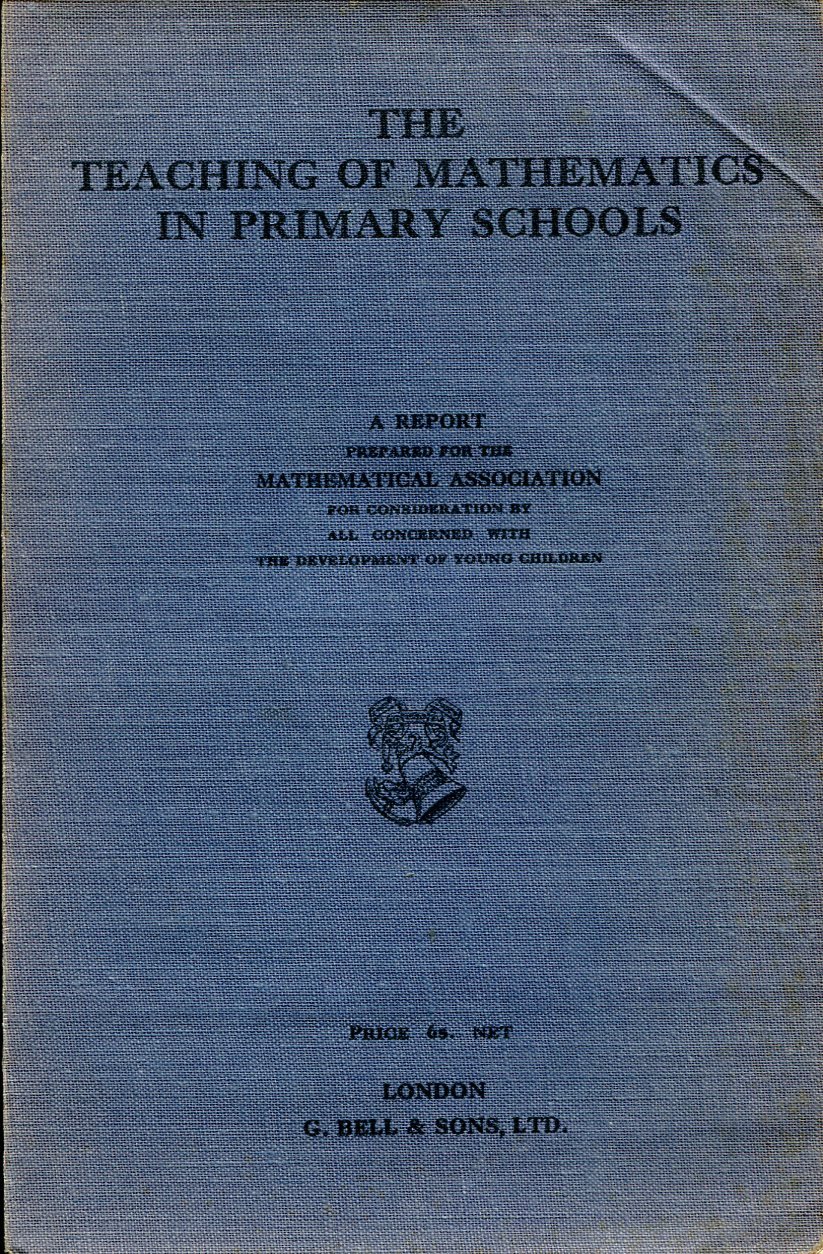 THE
TEACHING OF MATHEMATICS
IN PRIMARY SCHOOLS
A REPORT
PREPARED FOR THE
MATHEMATICAL ASSOCIATION
FOR CONSIDERATION BY
ALL CONCERNED WITH
THE DEVELOPMENT OF YOUNG CHILDREN
PRICE 6s. NET
LONDON
G. BELL & SONS, LTD.